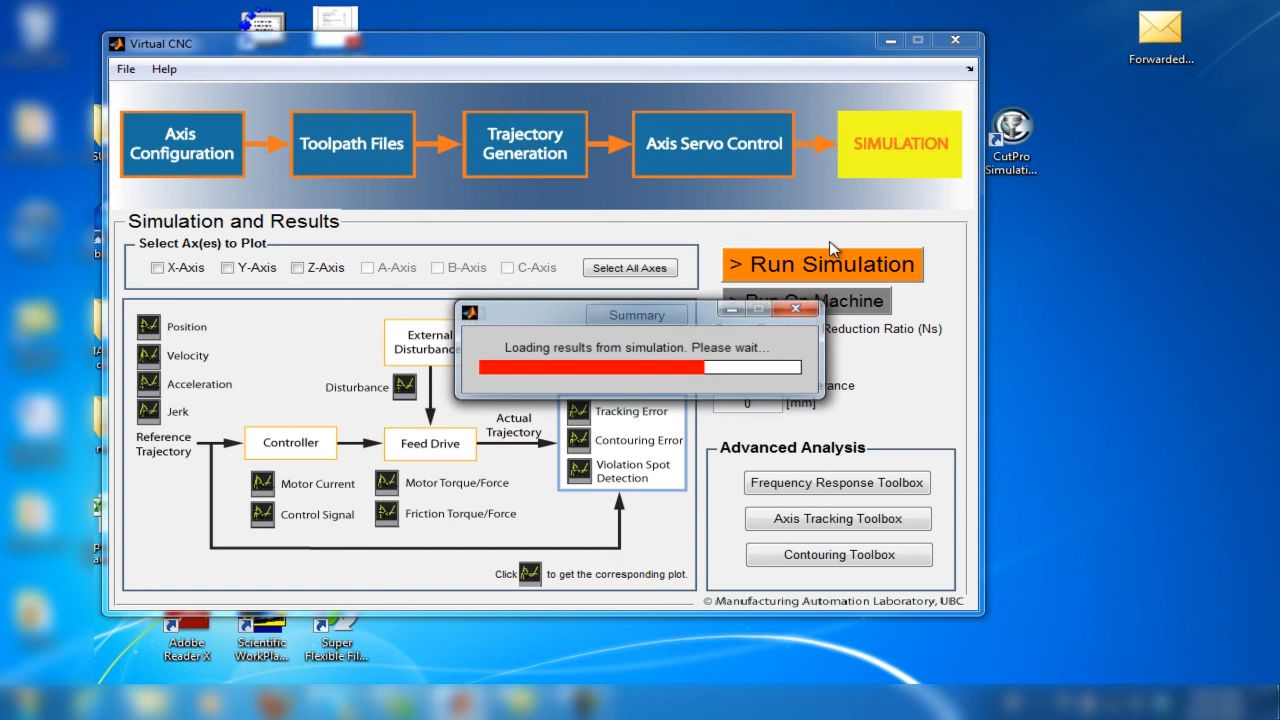 Forwarded...
Virtual CNC
File Help
Axis
Configuration
Toolpath Files
Trajectory
Generation
Axis Servo Control
SIMULATION
CutPro
Simulati...
Simulation and Results
Select Ax(es) to Plot
X-Axis Y-Axis Z-Axis A-Axis B-Axis C-Axis Select All Axes
> Run Simulation
> Run On Machine
Summary
Reduction Ratio (Ns)
Loading results from simulation. Please wait...
Position
Velocity
Acceleration
Jerk
External
Disturbance
Disturbance
0 [mm]
Reference
Trajectory
Controller
Feed Drive
Actual
Trajectory
Tracking Error
Contouring Error
Violation Spot
Detection
Motor Current
Control Signal
Motor Torque/Force
Friction Torque/Force
Click to get the corresponding plot.
Advanced Analysis
Frequency Response Toolbox
Axis Tracking Toolbox
Contouring Toolbox
© Manufacturing Automation Laboratory, UBC
Adobe
Reader X
Scientific
WorkPla...
Super
Flexible Fil...